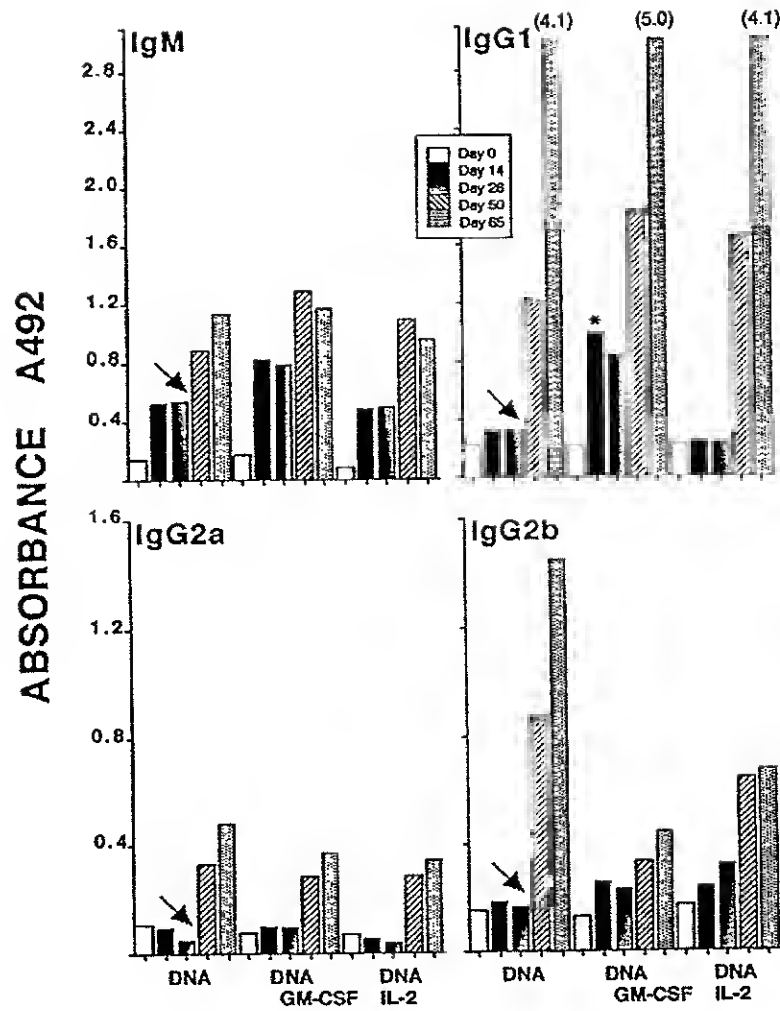 (4.1) (5.0) (4.1)
IgM IgG1
2.8
2.4
2.0
1.6
1.2
0.8
0.4
Day 0
Day 14
Day 28
Day 50
Day 65
*
ABSORBANCE A492
IgG2a IgG2b
1.6
1.2
0.8
0.4
DNA DNA DNA DNA DNA DNA
GM-CSF IL-2 GM-CSF IL-2